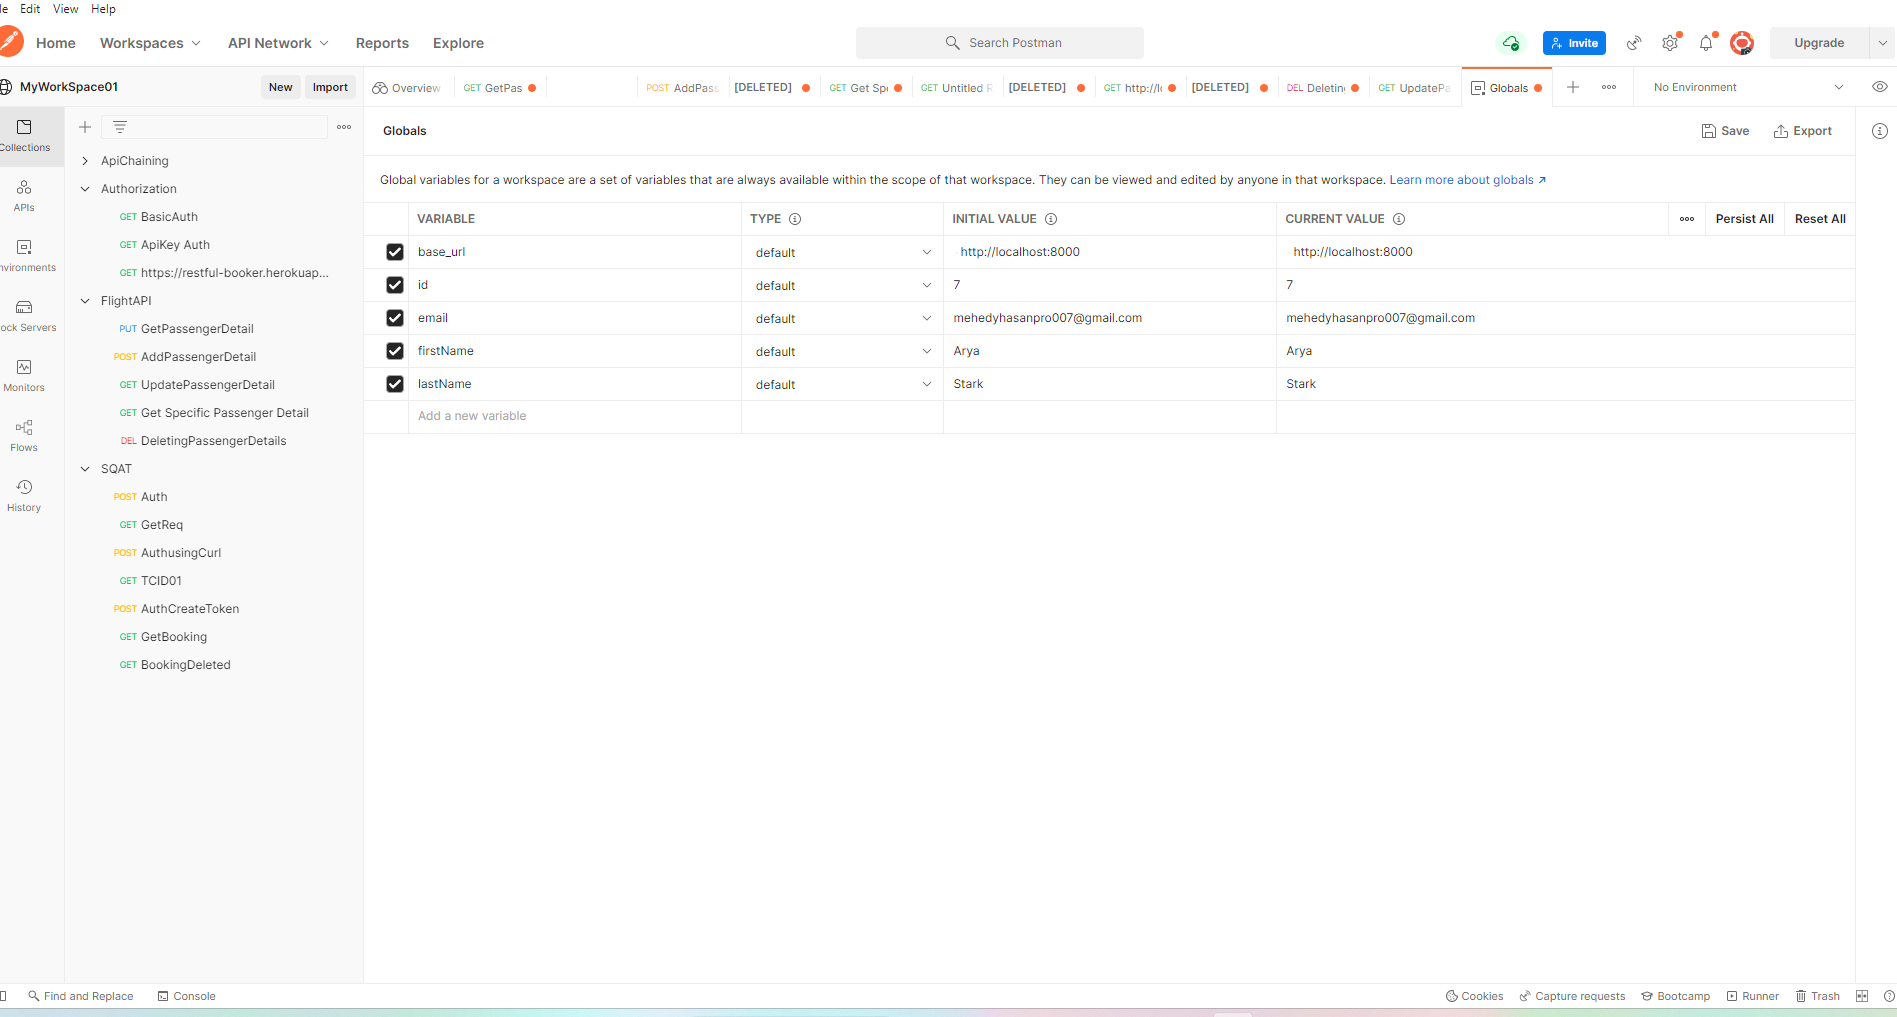 le Edit View Help
Home Workspaces API Network Reports Explore
Search Postman
Invite
Upgrade
MyWorkSpace01 New Import
Overview GET GetPas POST AddPass [DELETED] GET Get Spe GET Untitled R [DELETED] GET http://l [DELETED] DEL Deleting GET UpdatePa Globals No Environment
Collections
APIs
nvironments
ock Servers
Monitors
Flows
History
ApiChaining
Authorization
GET BasicAuth
GET ApiKey Auth
GET https://restful-booker.herokuap...
FlightAPI
PUT GetPassengerDetail
POST AddPassengerDetail
GET UpdatePassengerDetail
GET Get Specific Passenger Detail
DEL DeletingPassengerDetails
SQAT
POST Auth
GET GetReq
POST AuthusingCurl
GET TCID01
POST AuthCreateToken
GET GetBooking
GET BookingDeleted
Globals Save Export
Global variables for a workspace are a set of variables that are always available within the scope of that workspace. They can be viewed and edited by anyone in that workspace. Learn more about globals ↗
VARIABLE TYPE INITIAL VALUE CURRENT VALUE Persist All Reset All
base_url default http://localhost:8000 http://localhost:8000
id default 7 7
email default mehedyhasanpro007@gmail.com mehedyhasanpro007@gmail.com
firstName default Arya Arya
lastName default Stark Stark
Add a new variable
Find and Replace Console Cookies Capture requests Bootcamp Runner Trash